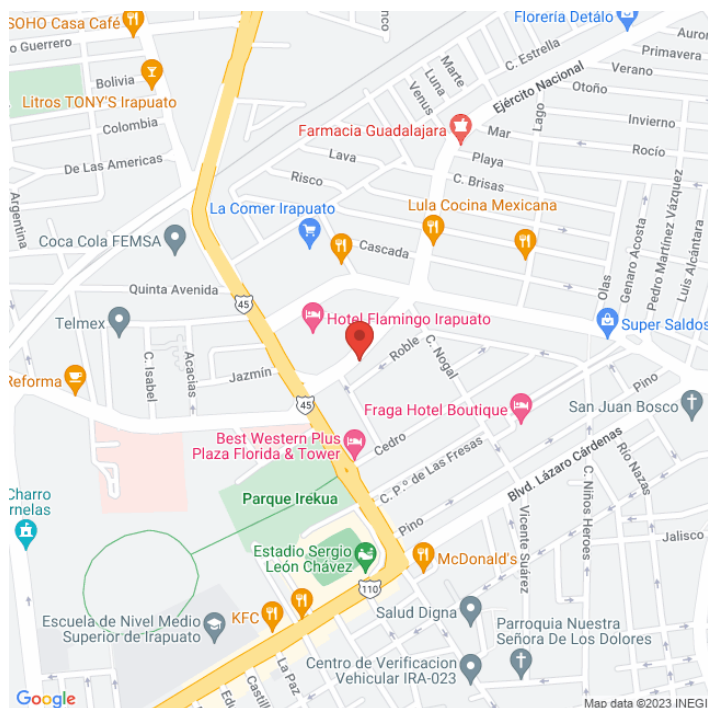 SOHO Casa Café
Guerrero
Bolivia
Litros TONY'S Irapuato
Colombia
De Las Americas
Argentina
Coca Cola FEMSA
Quinta Avenida
45
Telmex
C. Isabel
Acacias
Jazmín
Reforma
45
Florería Detálo
C. Estrella
Marte
Luna
Venus
Primavera
Verano
Otoño
Ejército Nacional
Lago
Invierno
Farmacia Guadalajara
Mar
Playa
Rocío
Lava
Risco
C. Brisas
La Comer Irapuato
Lula Cocina Mexicana
Cascada
Olas
Genaro Acosta
Pedro Martínez Vázquez
Luis Alcántara
Hotel Flamingo Irapuato
Roble
C. Nogal
Super Saldos
Pino
Fraga Hotel Boutique
San Juan Bosco
Best Western Plus
Plaza Florida & Tower
Cedro
C. P.º de Las Fresas
Blvd. Lázaro Cárdenas
Río Nazas
C. Niños Heroes
Vicente Suárez
Jalisco
Charro
Parque Irekua
Pino
Estadio Sergio
León Chávez
McDonald's
110
KFC
Escuela de Nivel Medio
Superior de Irapuato
Salud Digna
Parroquia Nuestra
Señora De Los Dolores
Centro de Verificacion
Vehicular IRA-023
La Paz
Castill
Edu
Google
Map data ©2023 INEGI